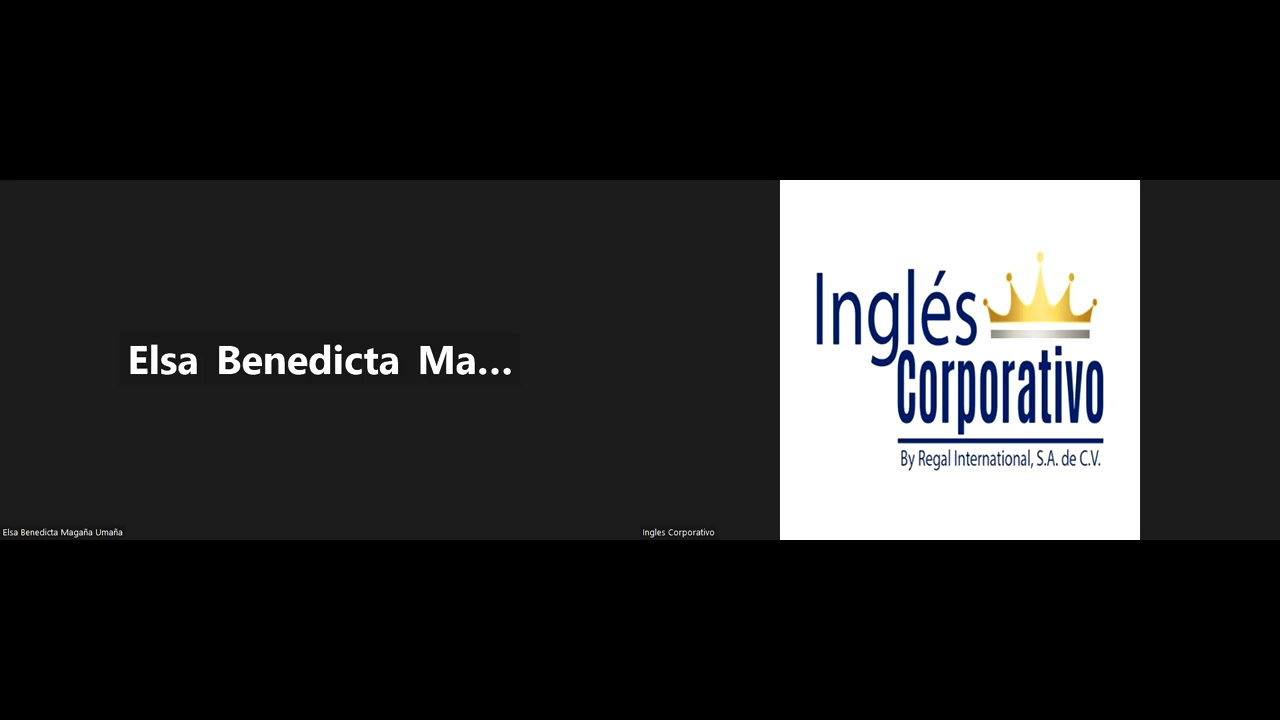 Elsa Benedicta Ma...
Inglés
Corporativo
By Regal International, S.A. de C.V.
Elsa Benedicta Magaña Umaña
Ingles Corporativo